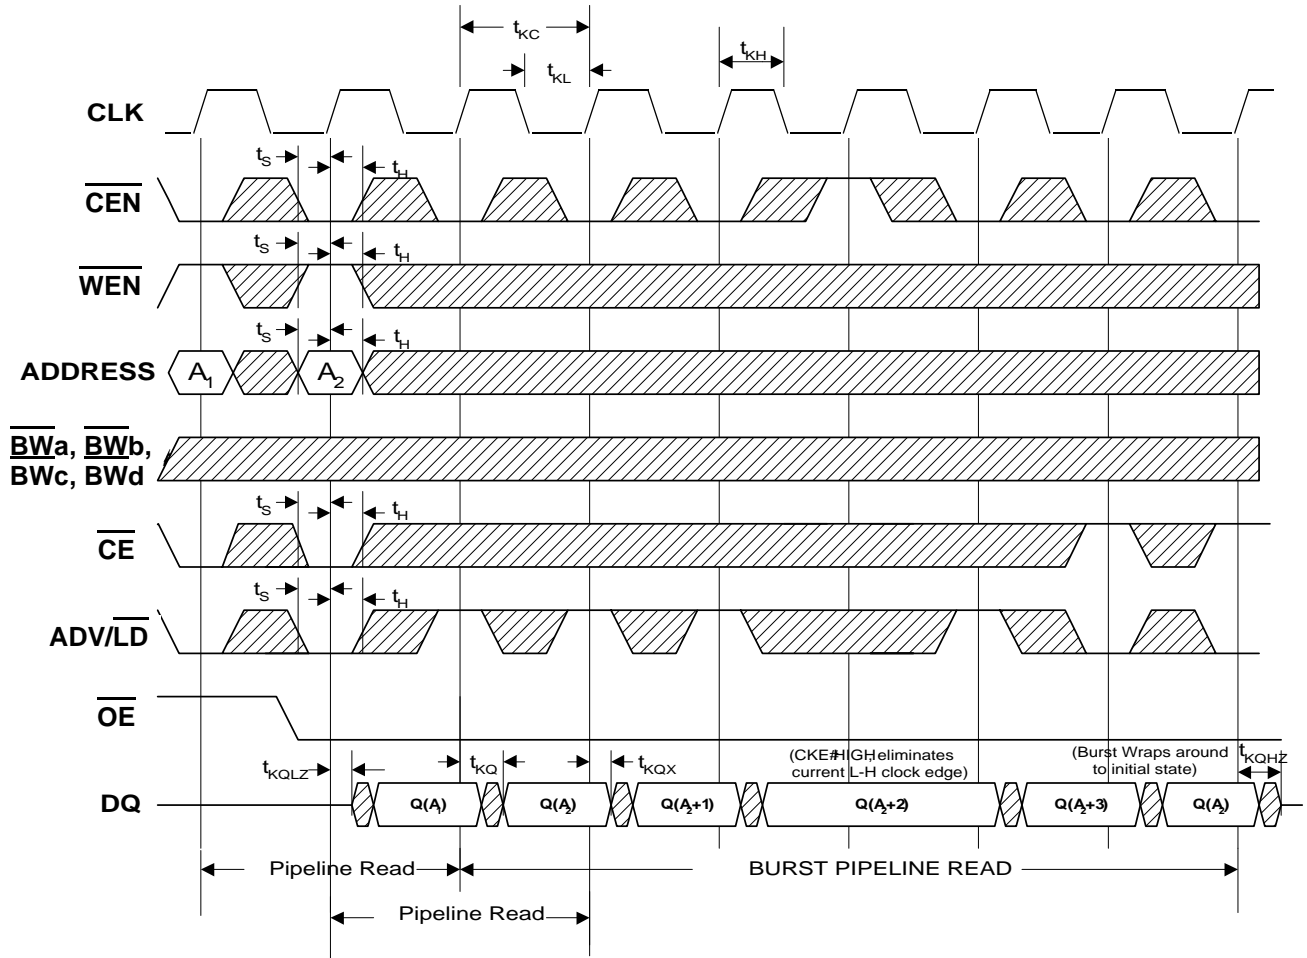 tKC
tKL
tKH
CLK
tS
tH
CEN
tS
tH
WEN
tS
tH
ADDRESS
A1
A2
BWa, BWb,
BWc, BWd
tS
tH
CE
tS
tH
ADV/LD
OE
tKQLZ
tKQ
tKQX
(CKE#HIGH, eliminates
current L-H clock edge)
(Burst Wraps around
to initial state)
tKQHZ
DQ
Q(A1)
Q(A2)
Q(A2+1)
Q(A2+2)
Q(A2+3)
Q(A2)
Pipeline Read
BURST PIPELINE READ
Pipeline Read